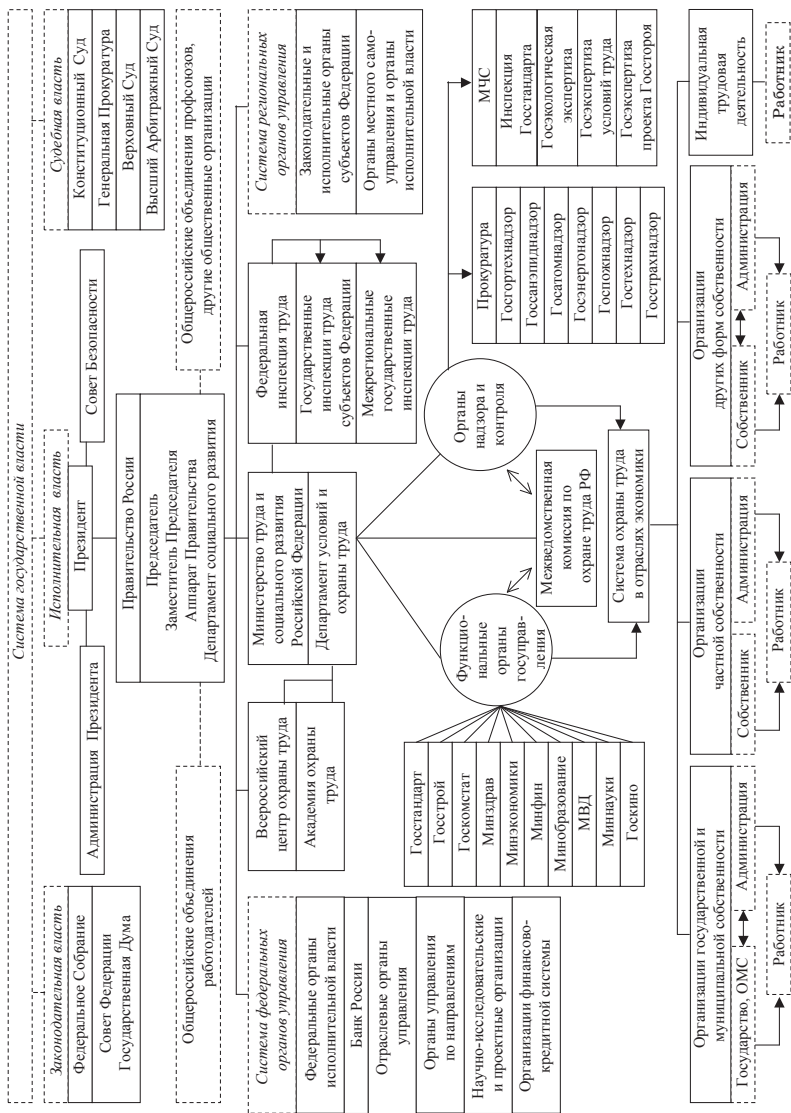 Система государственной власти
Законодательная власть
Федеральное Собрание
Совет Федерации
Государственная Дума
Исполнительная власть
Президент
Администрация Президента
Совет Безопасности
Судебная власть
Конституционный Суд
Генеральная Прокуратура
Верховный Суд
Высший Арбитражный Суд
Правительство России
Председатель
Заместитель Председателя
Аппарат Правительства
Департамент социального развития
Общероссийские объединения
работодателей
Общероссийские объединения профсоюзов,
другие общественные организации
Система федеральных
органов управления
Федеральные органы
исполнительной власти
Банк России
Отраслевые органы
управления
Органы управления
по направлениям
Научно-исследовательские
и проектные организации
Организации финансово-
кредитной системы
Всероссийский
центр охраны труда
Академия охраны
труда
Министерство труда и
социального развития
Российской Федерации
Департамент условий и
охраны труда
Федеральная
инспекция труда
Государственные
инспекции труда
субъектов Федерации
Межрегиональные
государственные
инспекции труда
Система региональных
органов управления
Законодательные и
исполнительные органы
субъектов Федерации
Органы местного само-
управления и органы
исполнительной власти
Госстандарт
Госстрой
Госкомстат
Минздрав
Минэкономики
Минфин
Минобразование
МВД
Миннауки
Госкино
Функцио-
нальные
органы
госуправ-
ления
Межведомственная
комиссия по
охране труда РФ
Органы
надзора и
контроля
Система охраны труда
в отраслях экономики
Прокуратура
Госгортехнадзор
Госсанэпиднадзор
Госатомнадзор
Госэнергонадзор
Госпожнадзор
Гостехнадзор
Госстрахнадзор
МЧС
Инспекция
Госстандарта
Госэкологическая
экспертиза
Госэкспертиза
условий труда
Госэкспертиза
проекта Госстороя
Организации государственной и
муниципальной собственности
Государство, ОМС
Администрация
Работник
Организации
частной собственности
Собственник
Администрация
Работник
Организации
других форм собственности
Собственник
Администрация
Работник
Индивидуальная
трудовая
деятельность
Работник